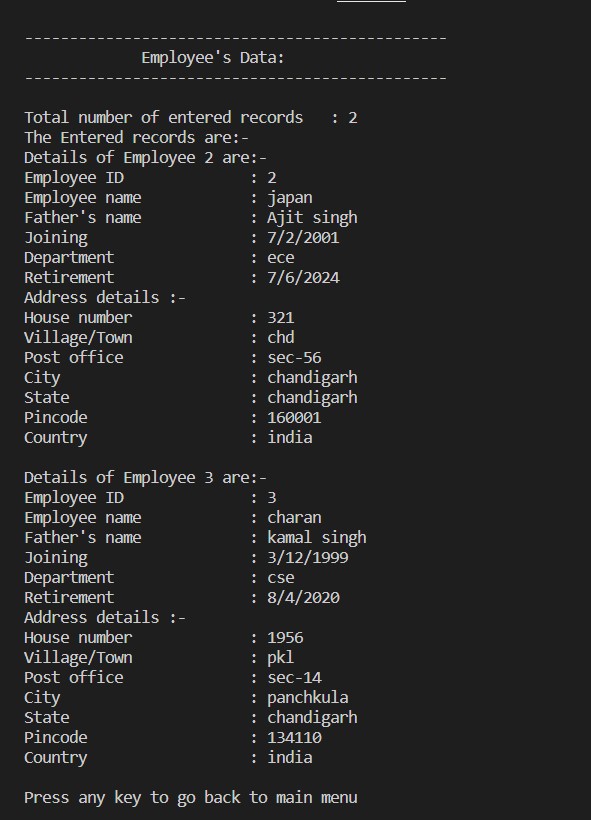 -----------------------------------------------
Employee's Data:
-----------------------------------------------
Total number of entered records : 2
The Entered records are:-
Details of Employee 2 are:-
Employee ID : 2
Employee name : japan
Father's name : Ajit singh
Joining : 7/2/2001
Department : ece
Retirement : 7/6/2024
Address details :-
House number : 321
Village/Town : chd
Post office : sec-56
City : chandigarh
State : chandigarh
Pincode : 160001
Country : india
Details of Employee 3 are:-
Employee ID : 3
Employee name : charan
Father's name : kamal singh
Joining : 3/12/1999
Department : cse
Retirement : 8/4/2020
Address details :-
House number : 1956
Village/Town : pkl
Post office : sec-14
City : panchkula
State : chandigarh
Pincode : 134110
Country : india
Press any key to go back to main menu